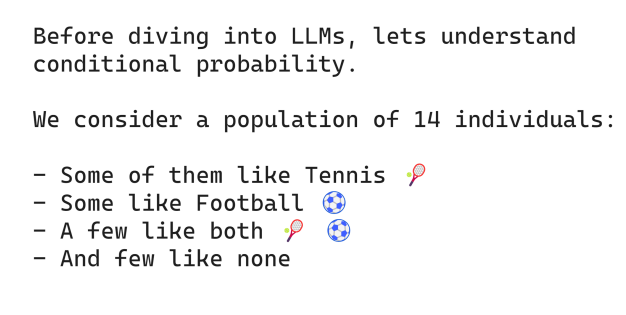 Before diving into LLMs, lets understand
conditional probability.
We consider a population of 14 individuals:
- Some of them like Tennis 🎾
- Some like Football ⚽
- A few like both 🎾 ⚽
- And few like none